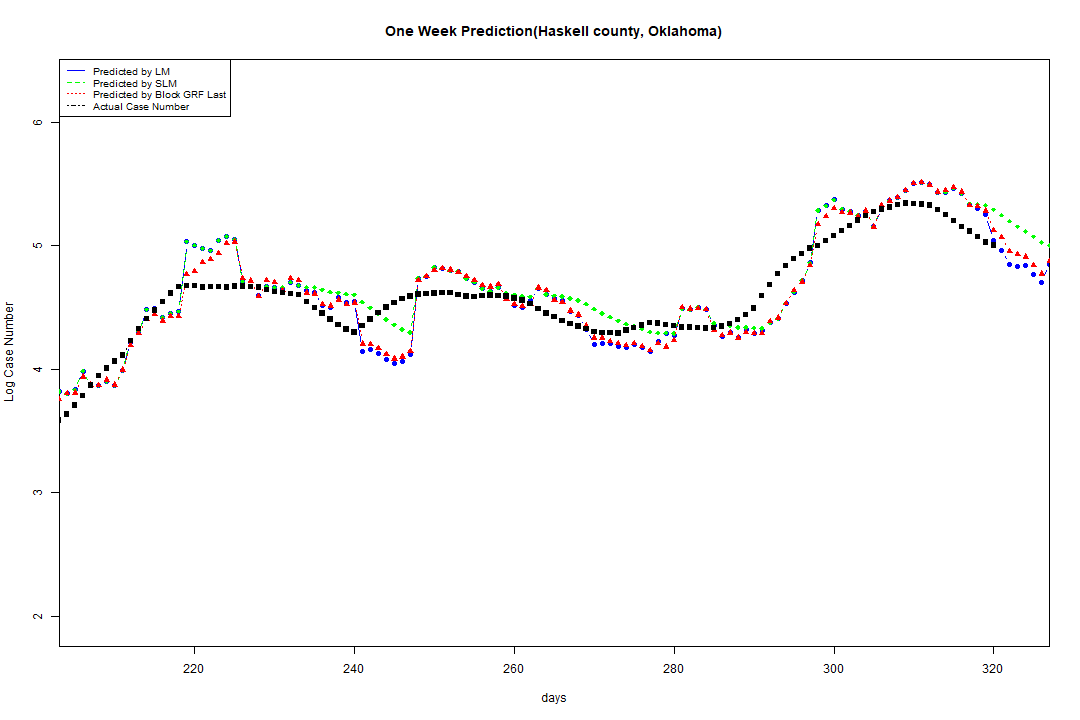 One Week Prediction(Haskell county, Oklahoma)
Predicted by LM
Predicted by SLM
Predicted by Block GRF Last
Actual Case Number
6
5
4
3
2
Log Case Number
220 240 260 280 300 320
days